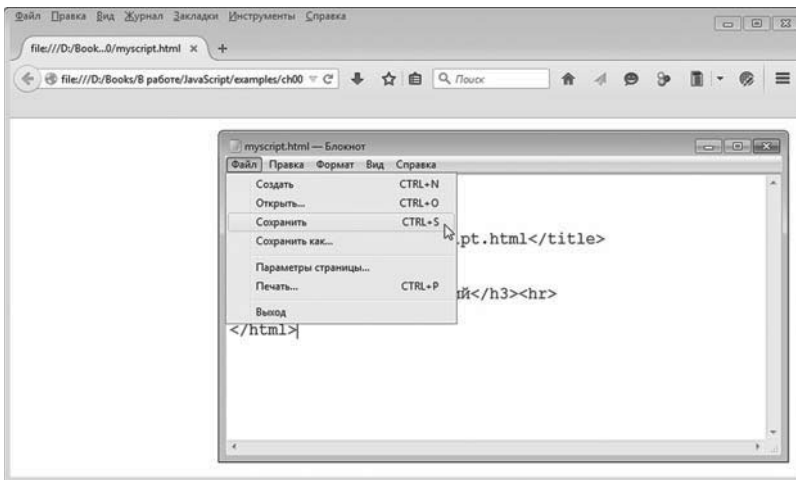 Файл Правка Вид Журнал Закладки Инструменты Справка
file:///D:/Book...0/myscript.html × +
file:///D:/Books/В работе/JavaScript/examples/ch00 Поиск
myscript.html — Блокнот
Файл Правка Формат Вид Справка
Создать CTRL+N
Открыть... CTRL+O
Сохранить CTRL+S
Сохранить как... pt.html</title>
Параметры страницы...
Печать... CTRL+P
ий</h3><hr>
Выход
</html>